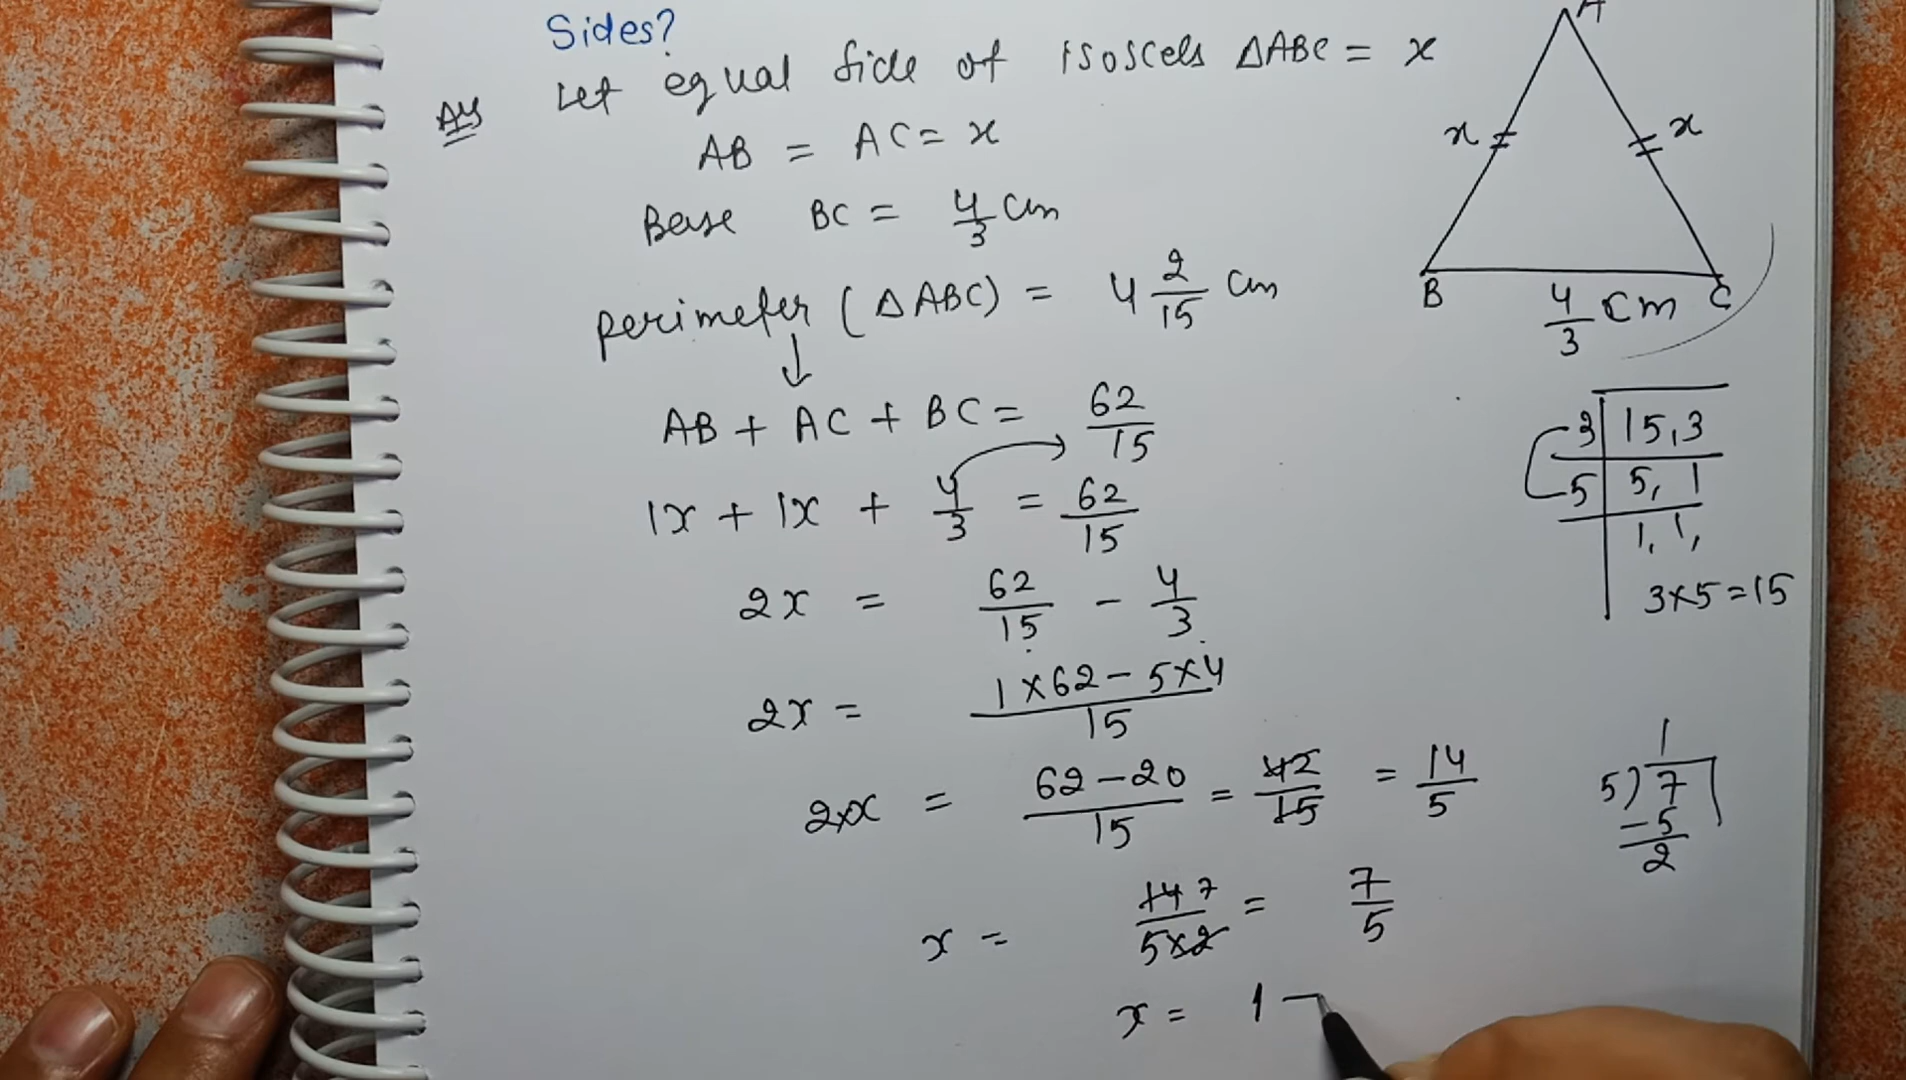 Sides?
Ans Let equal side of isoscels ΔABC = x
AB = AC = x
Base BC = 4/3 cm
perimeter (ΔABC) = 4 2/15 cm
↓
AB + AC + BC = 62/15
1x + 1x + 4/3 = 62/15
2x = 62/15 - 4/3
2x = (1×62 - 5×4)/15
2x = (62-20)/15 = 42/15 = 14/5
x = 14 7/(5×2) = 7/5
x = 1
A
x x
B C
4/3 cm
3 | 15, 3
5 | 5, 1
1, 1,
3×5=15
1
5)7
-5
2